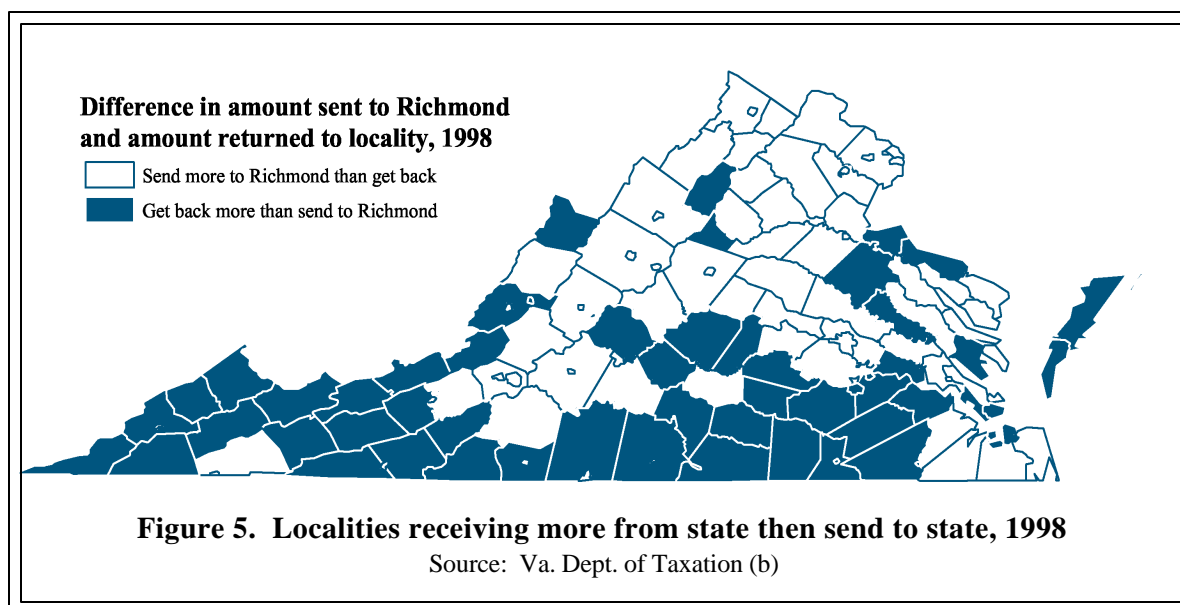 Difference in amount sent to Richmond
and amount returned to locality, 1998
Send more to Richmond than get back
Get back more than send to Richmond
Figure 5.  Localities receiving more from state then send to state, 1998
Source:  Va. Dept. of Taxation (b)